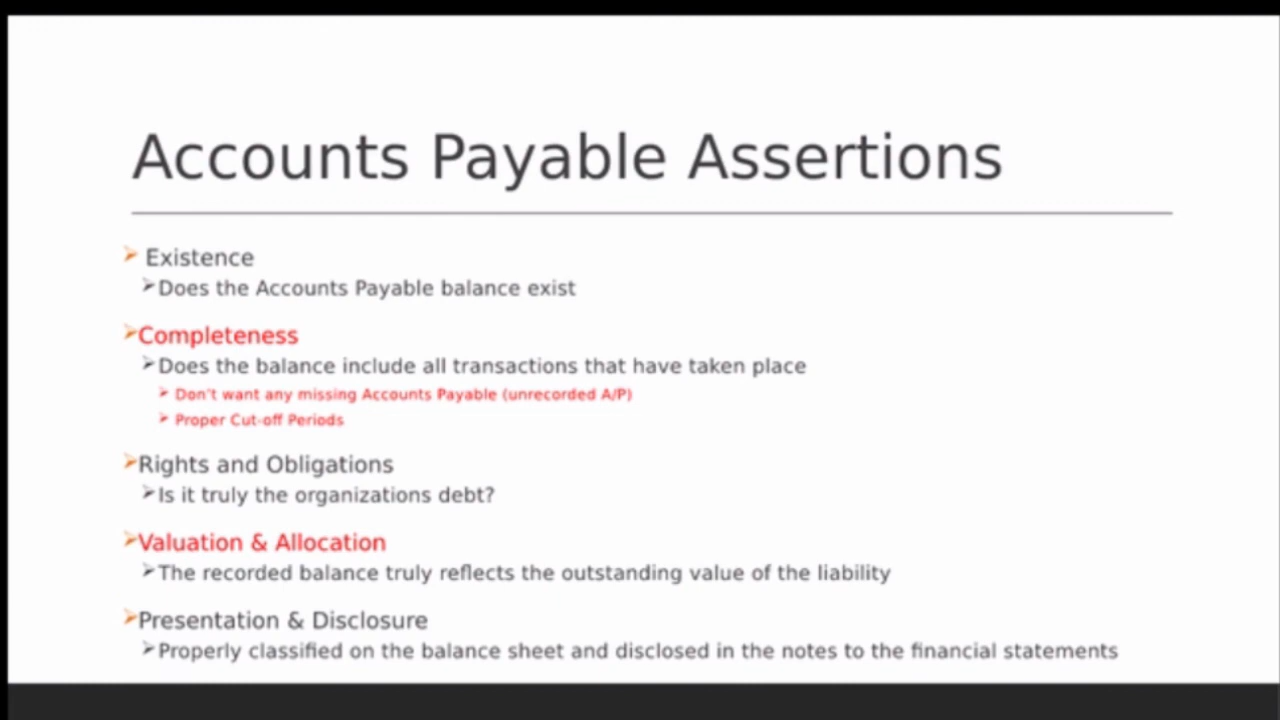 Accounts Payable Assertions
Existence
Does the Accounts Payable balance exist
Completeness
Does the balance include all transactions that have taken place
Don't want any missing Accounts Payable (unrecorded A/P)
Proper Cut-off Periods
Rights and Obligations
Is it truly the organizations debt?
Valuation & Allocation
The recorded balance truly reflects the outstanding value of the liability
Presentation & Disclosure
Properly classified on the balance sheet and disclosed in the notes to the financial statements